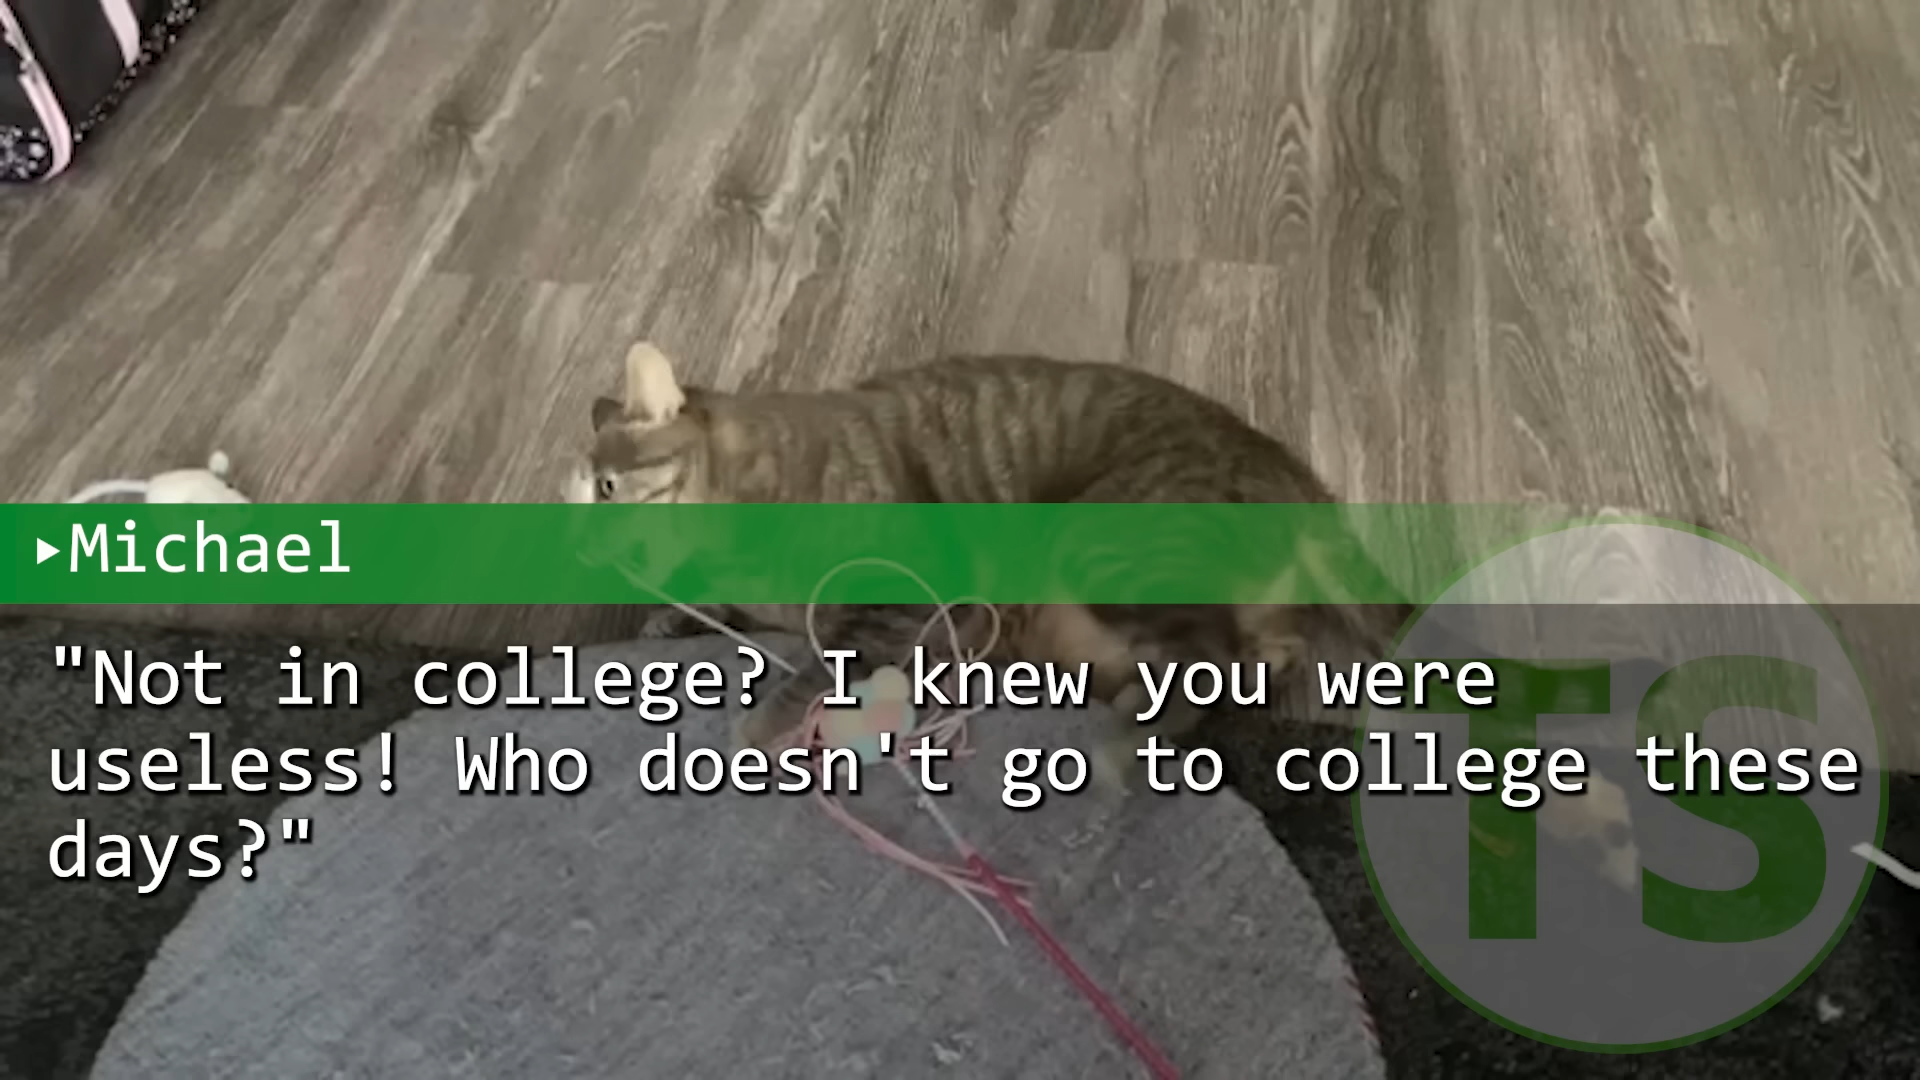 ▸Michael
"Not in college? I knew you were
useless! Who doesn't go to college these
days?"
TS